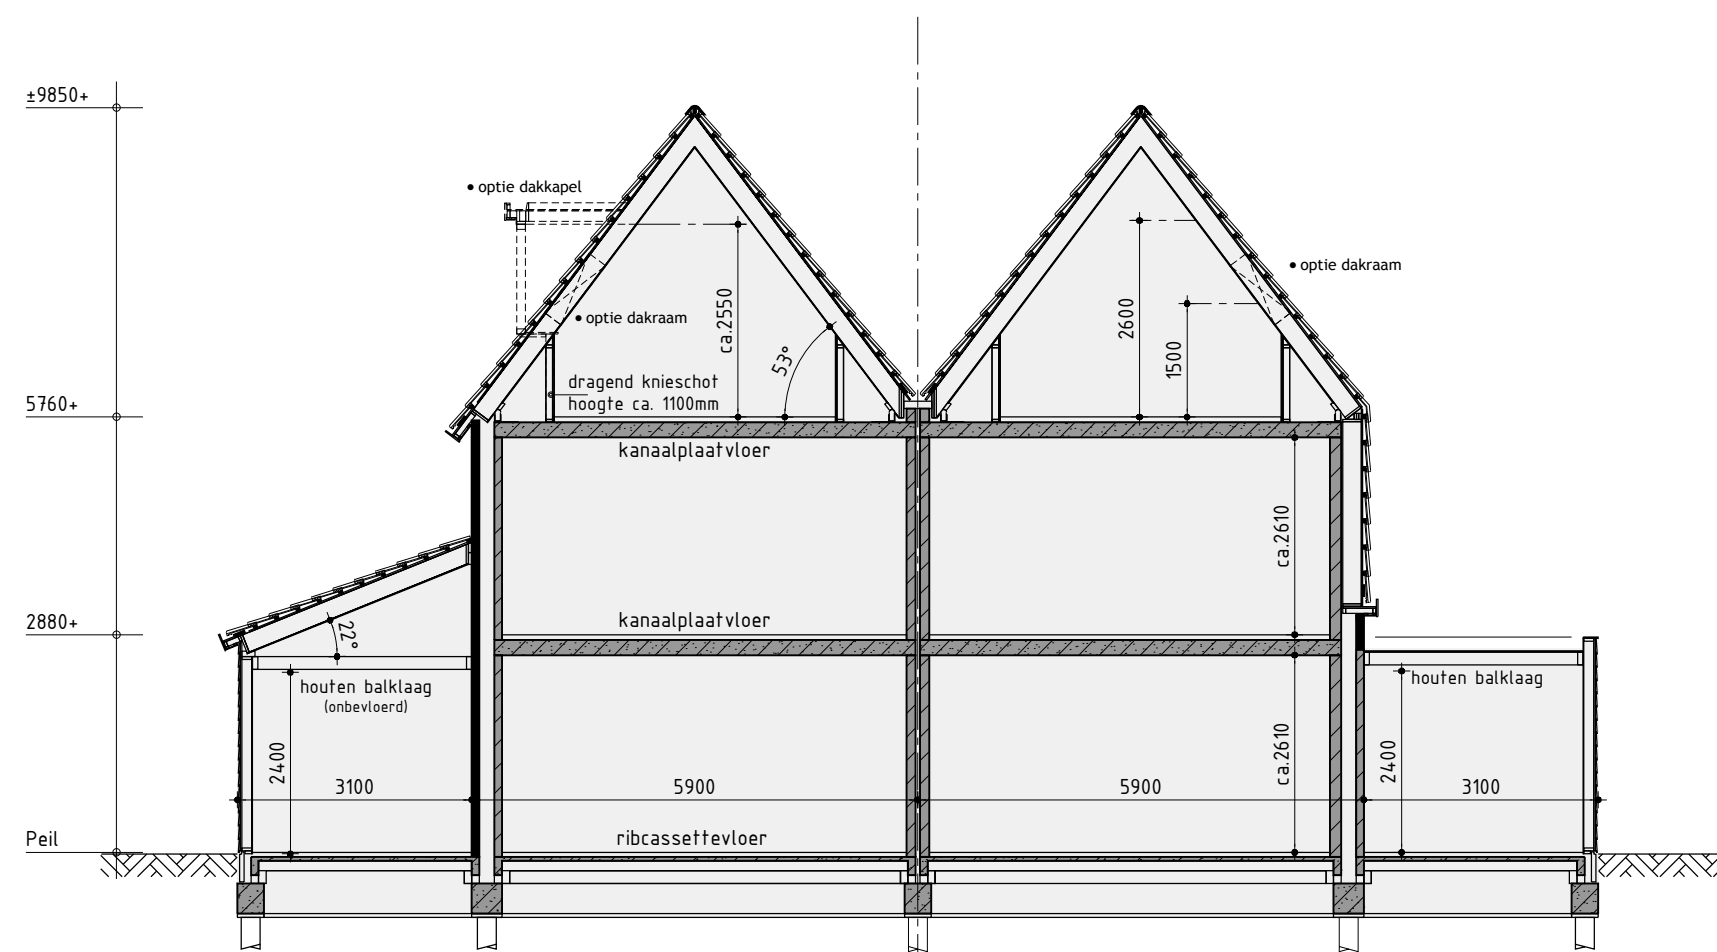 ±9850+
• optie dakkapel
• optie dakraam
• optie dakraam
ca.2550
2600
1500
53°
dragend knieschot
hoogte ca. 1100mm
5760+
kanaalplaatvloer
ca.2610
kanaalplaatvloer
2880+
22°
houten balklaag
(onbevloerd)
houten balklaag
2400
ca.2610
2400
3100
5900
5900
3100
Peil
ribcassettevloer